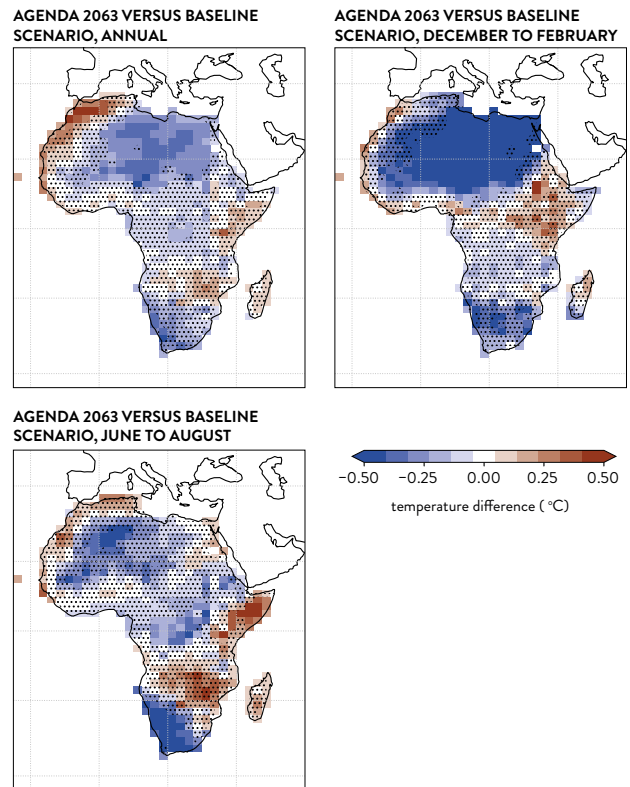 AGENDA 2063 VERSUS BASELINE
SCENARIO, ANNUAL
AGENDA 2063 VERSUS BASELINE
SCENARIO, DECEMBER TO FEBRUARY
AGENDA 2063 VERSUS BASELINE
SCENARIO, JUNE TO AUGUST
−0.50 −0.25 0.00 0.25 0.50
temperature difference ( °C)